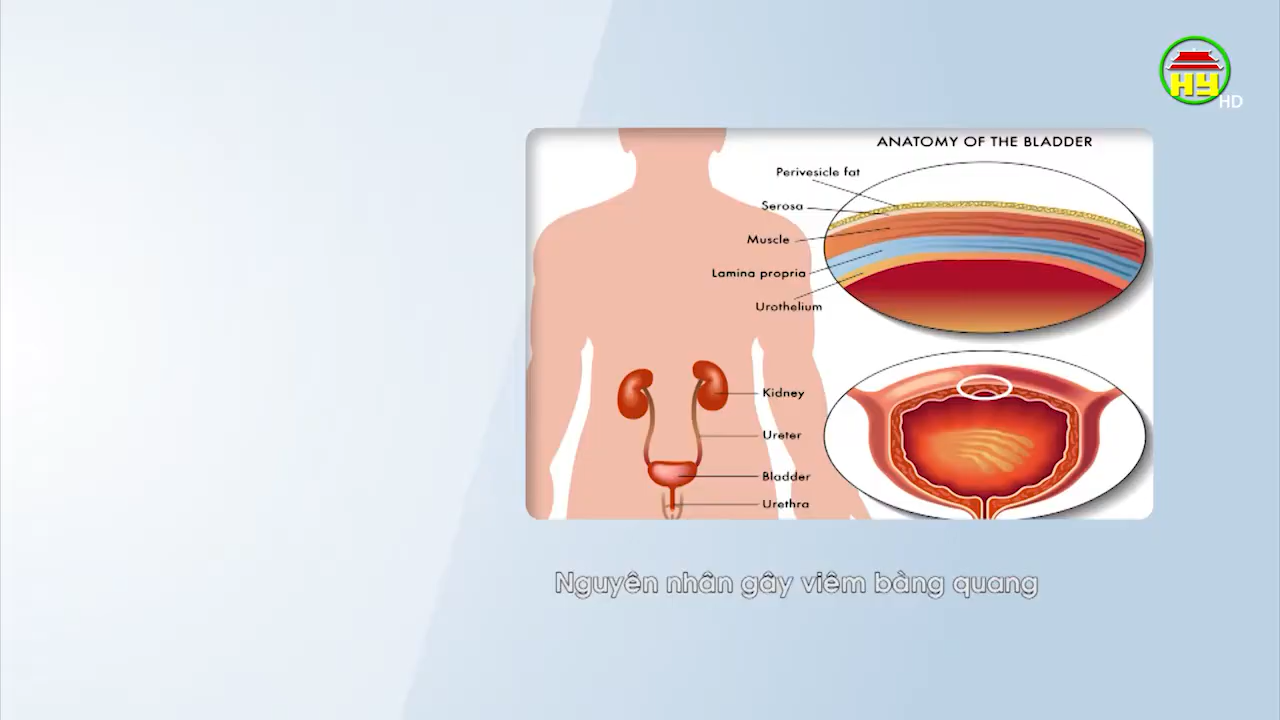 HY
HD
ANATOMY OF THE BLADDER
Perivesicle fat
Serosa
Muscle
Lamina propria
Urothelium
Kidney
Ureter
Bladder
Urethra
Nguyên nhân gây viêm bàng quang